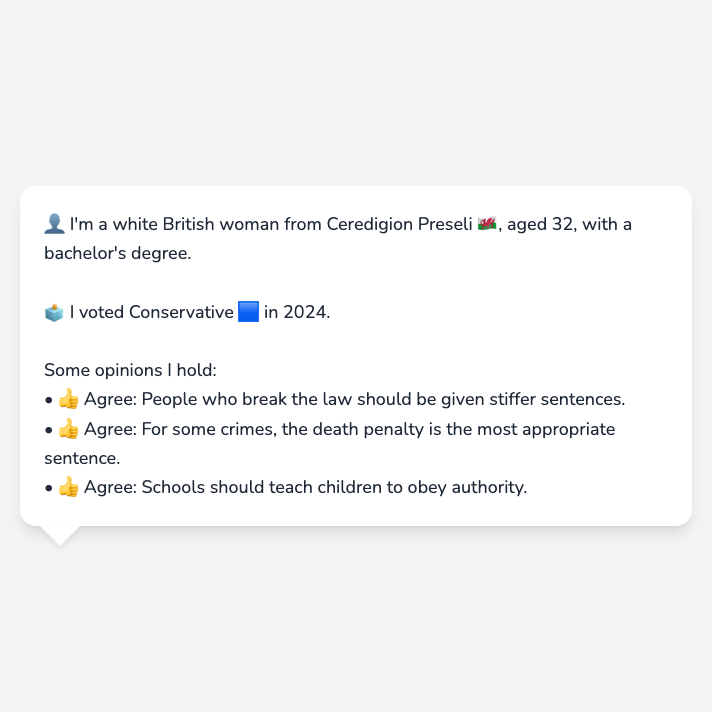 👤 I'm a white British woman from Ceredigion Preseli 🏴󠁧󠁢󠁷󠁬󠁳󠁿, aged 32, with a
bachelor's degree.
🗳️ I voted Conservative 🟦 in 2024.
Some opinions I hold:
• 👍 Agree: People who break the law should be given stiffer sentences.
• 👍 Agree: For some crimes, the death penalty is the most appropriate
sentence.
• 👍 Agree: Schools should teach children to obey authority.